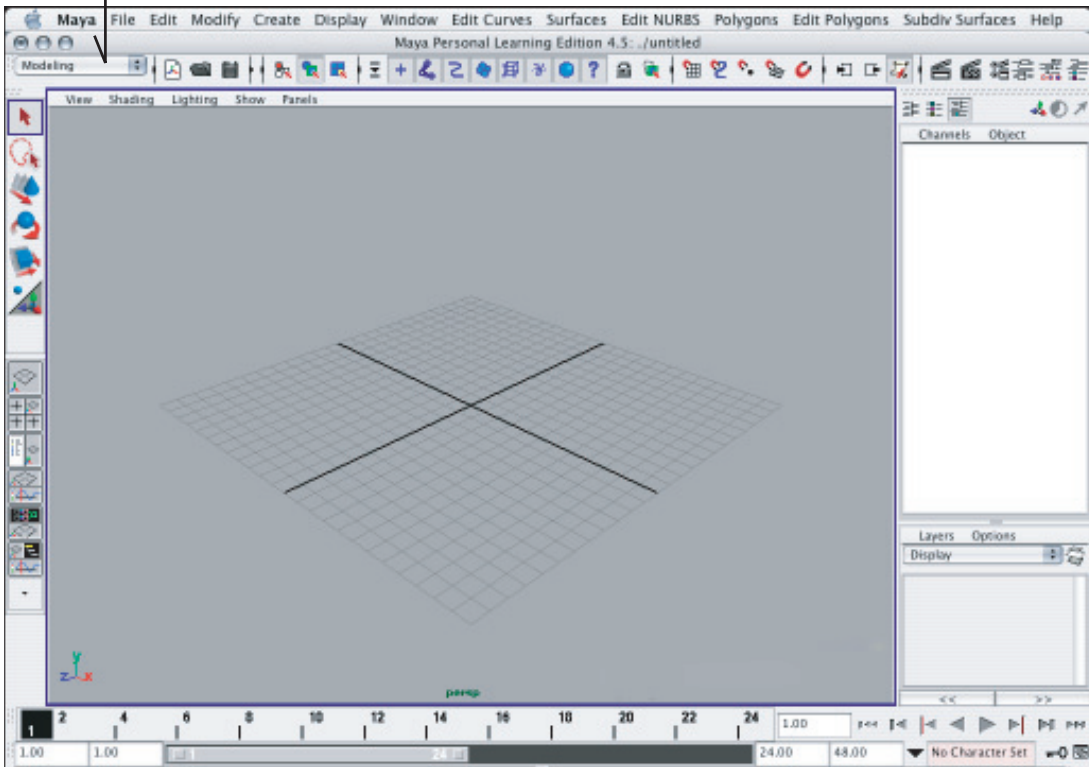 Maya File Edit Modify Create Display Window Edit Curves Surfaces Edit NURBS Polygons Edit Polygons Subdiv Surfaces Help
Maya Personal Learning Edition 4.5: ./untitled
Modeling
View Shading Lighting Show Panels
Channels Object
Layers Options
Display
y
z x
persp
<< >>
1 2 4 6 8 10 12 14 16 18 20 22 24 1.00
1.00 1.00 1 24 24.00 48.00 No Character Set